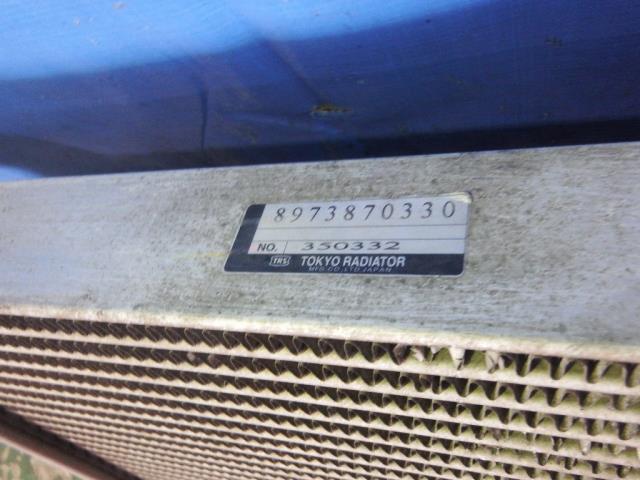 8973870330
NO. 350332
TRS TOKYO RADIATOR
MFG.CO.,LTD.JAPAN